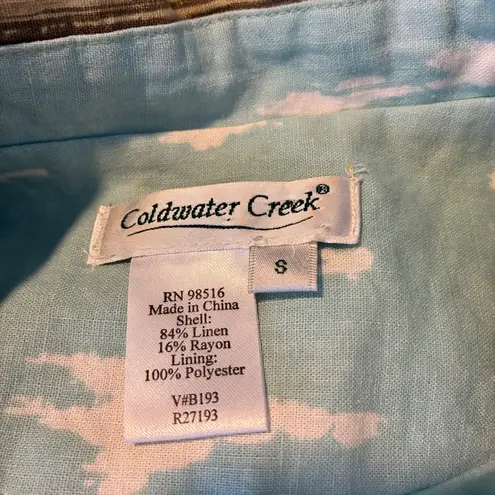 Coldwater Creek®
S
RN 98516
Made in China
Shell:
84% Linen
16% Rayon
Lining:
100% Polyester
V#B193
R27193